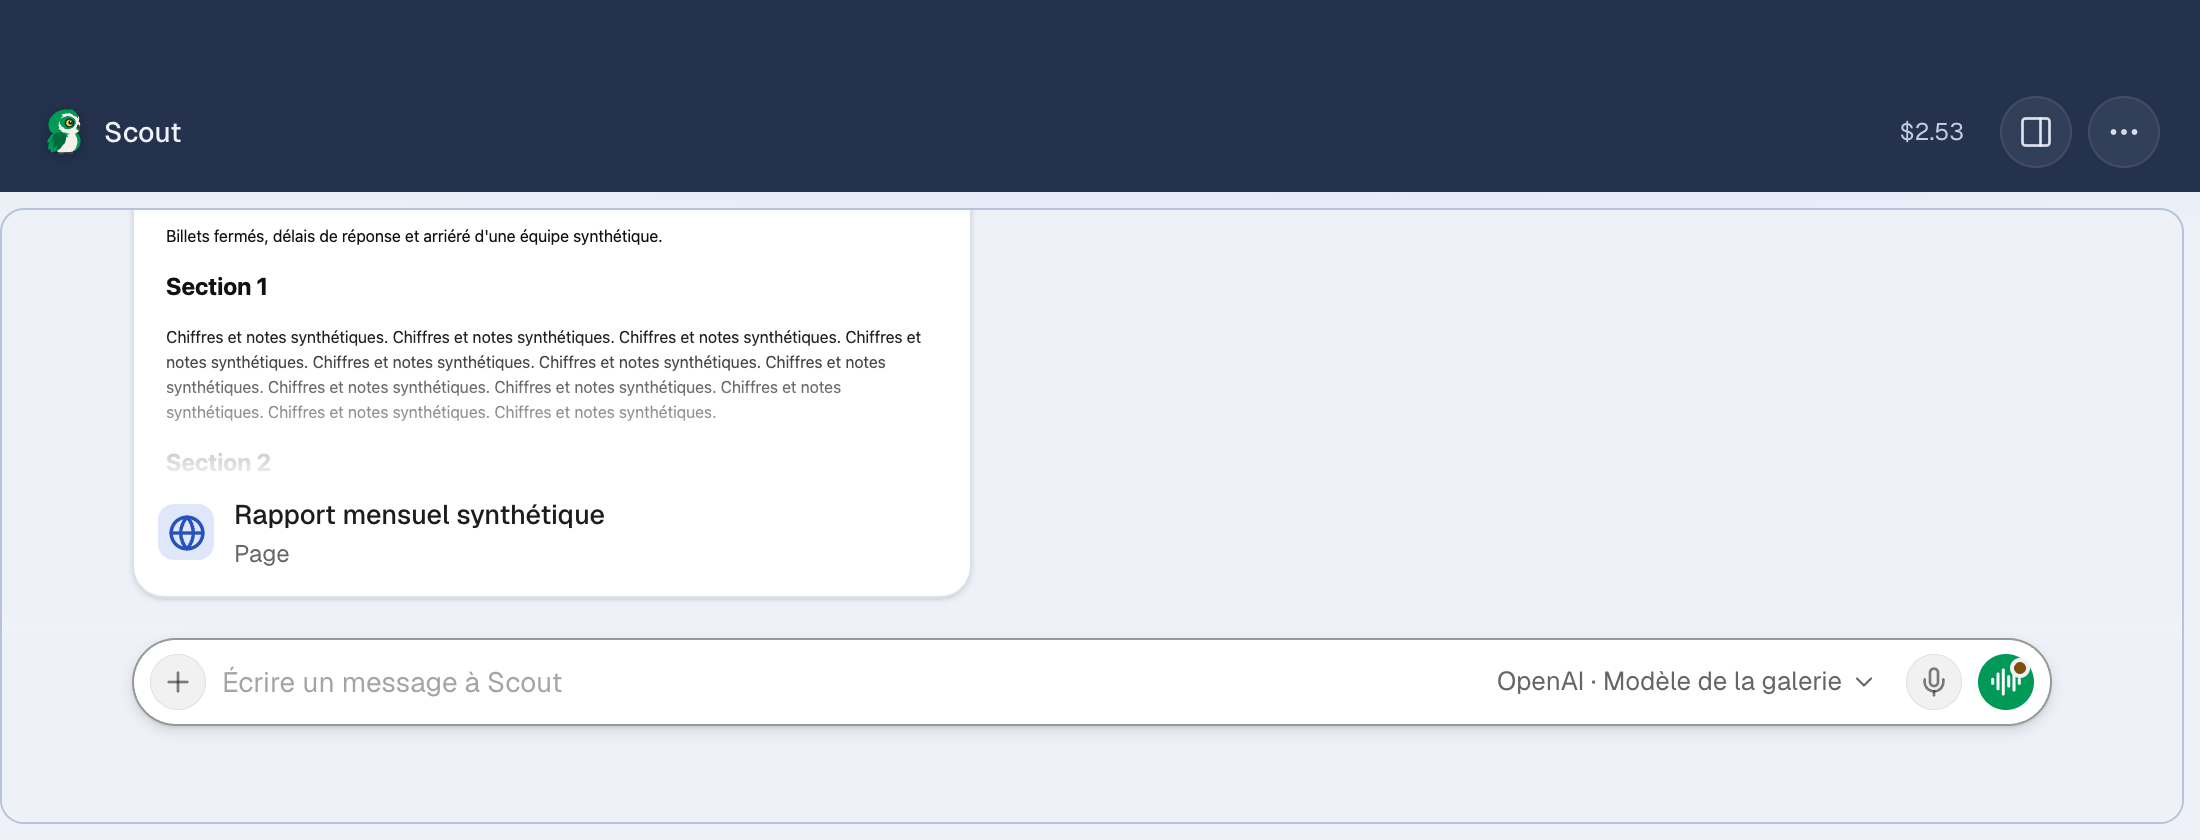 Scout
$2.53
Billets fermés, délais de réponse et arriéré d'une équipe synthétique.
Section 1
Chiffres et notes synthétiques. Chiffres et notes synthétiques. Chiffres et notes synthétiques. Chiffres et
notes synthétiques. Chiffres et notes synthétiques. Chiffres et notes synthétiques. Chiffres et notes
synthétiques. Chiffres et notes synthétiques. Chiffres et notes synthétiques. Chiffres et notes
synthétiques. Chiffres et notes synthétiques. Chiffres et notes synthétiques.
Section 2
Rapport mensuel synthétique
Page
Écrire un message à Scout
OpenAI · Modèle de la galerie